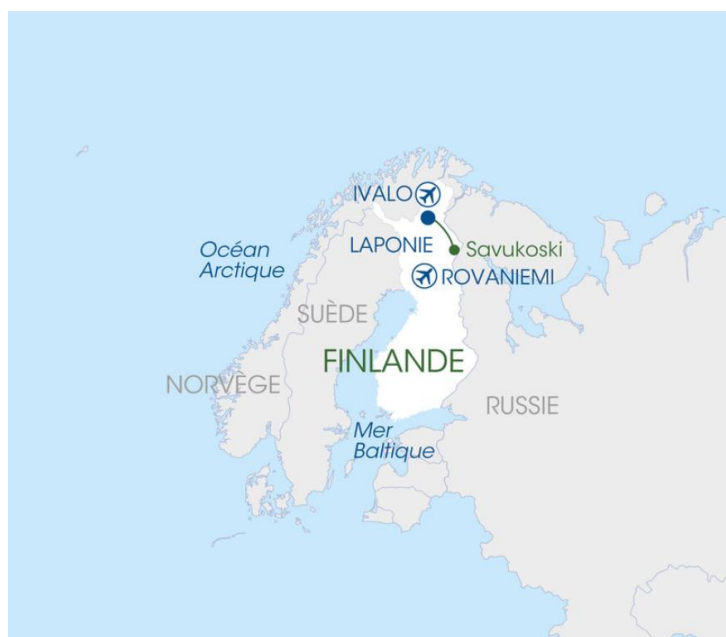 IVALO
LAPONIE
Savukoski
Océan
Arctique
ROVANIEMI
SUÈDE
FINLANDE
NORVÈGE
RUSSIE
Mer
Baltique